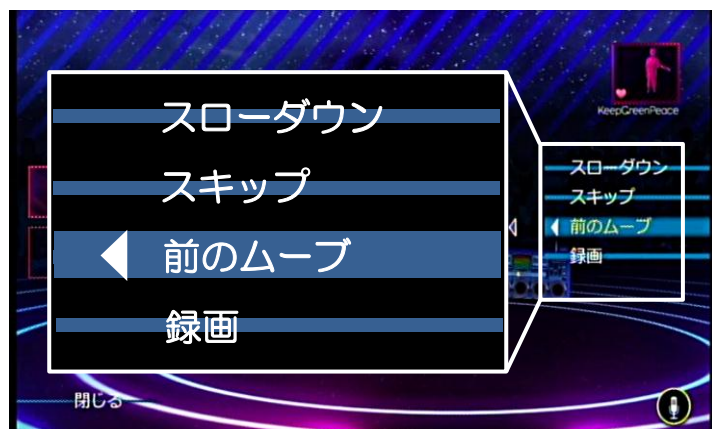 スローダウン
スキップ
前のムーブ
録画
KeepGreenPeace
スローダウン
スキップ
前のムーブ
録画
閉じる